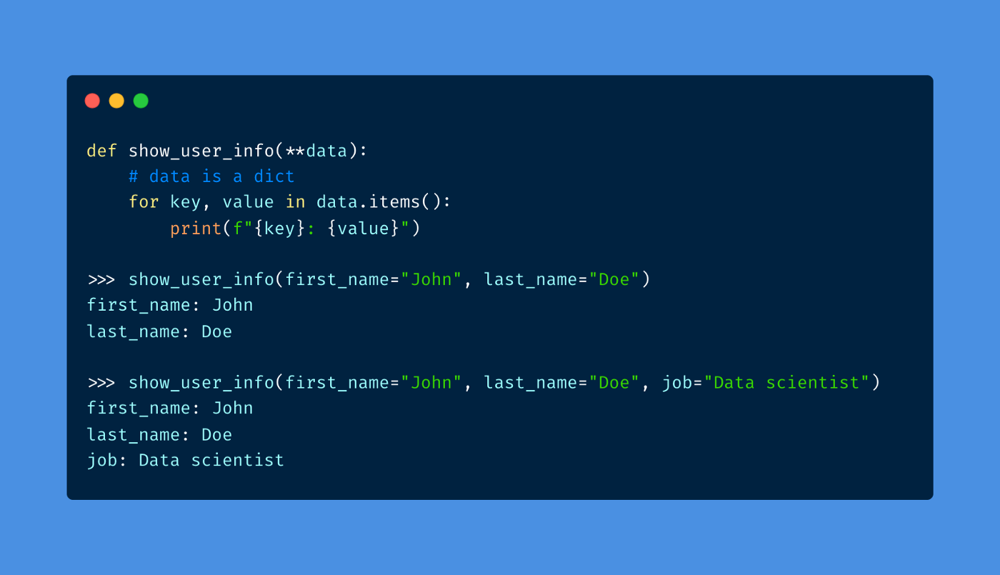 def show_user_info(**data):
    # data is a dict
    for key, value in data.items():
        print(f"{key}: {value}")

>>> show_user_info(first_name="John", last_name="Doe")
first_name: John
last_name: Doe

>>> show_user_info(first_name="John", last_name="Doe", job="Data scientist")
first_name: John
last_name: Doe
job: Data scientist